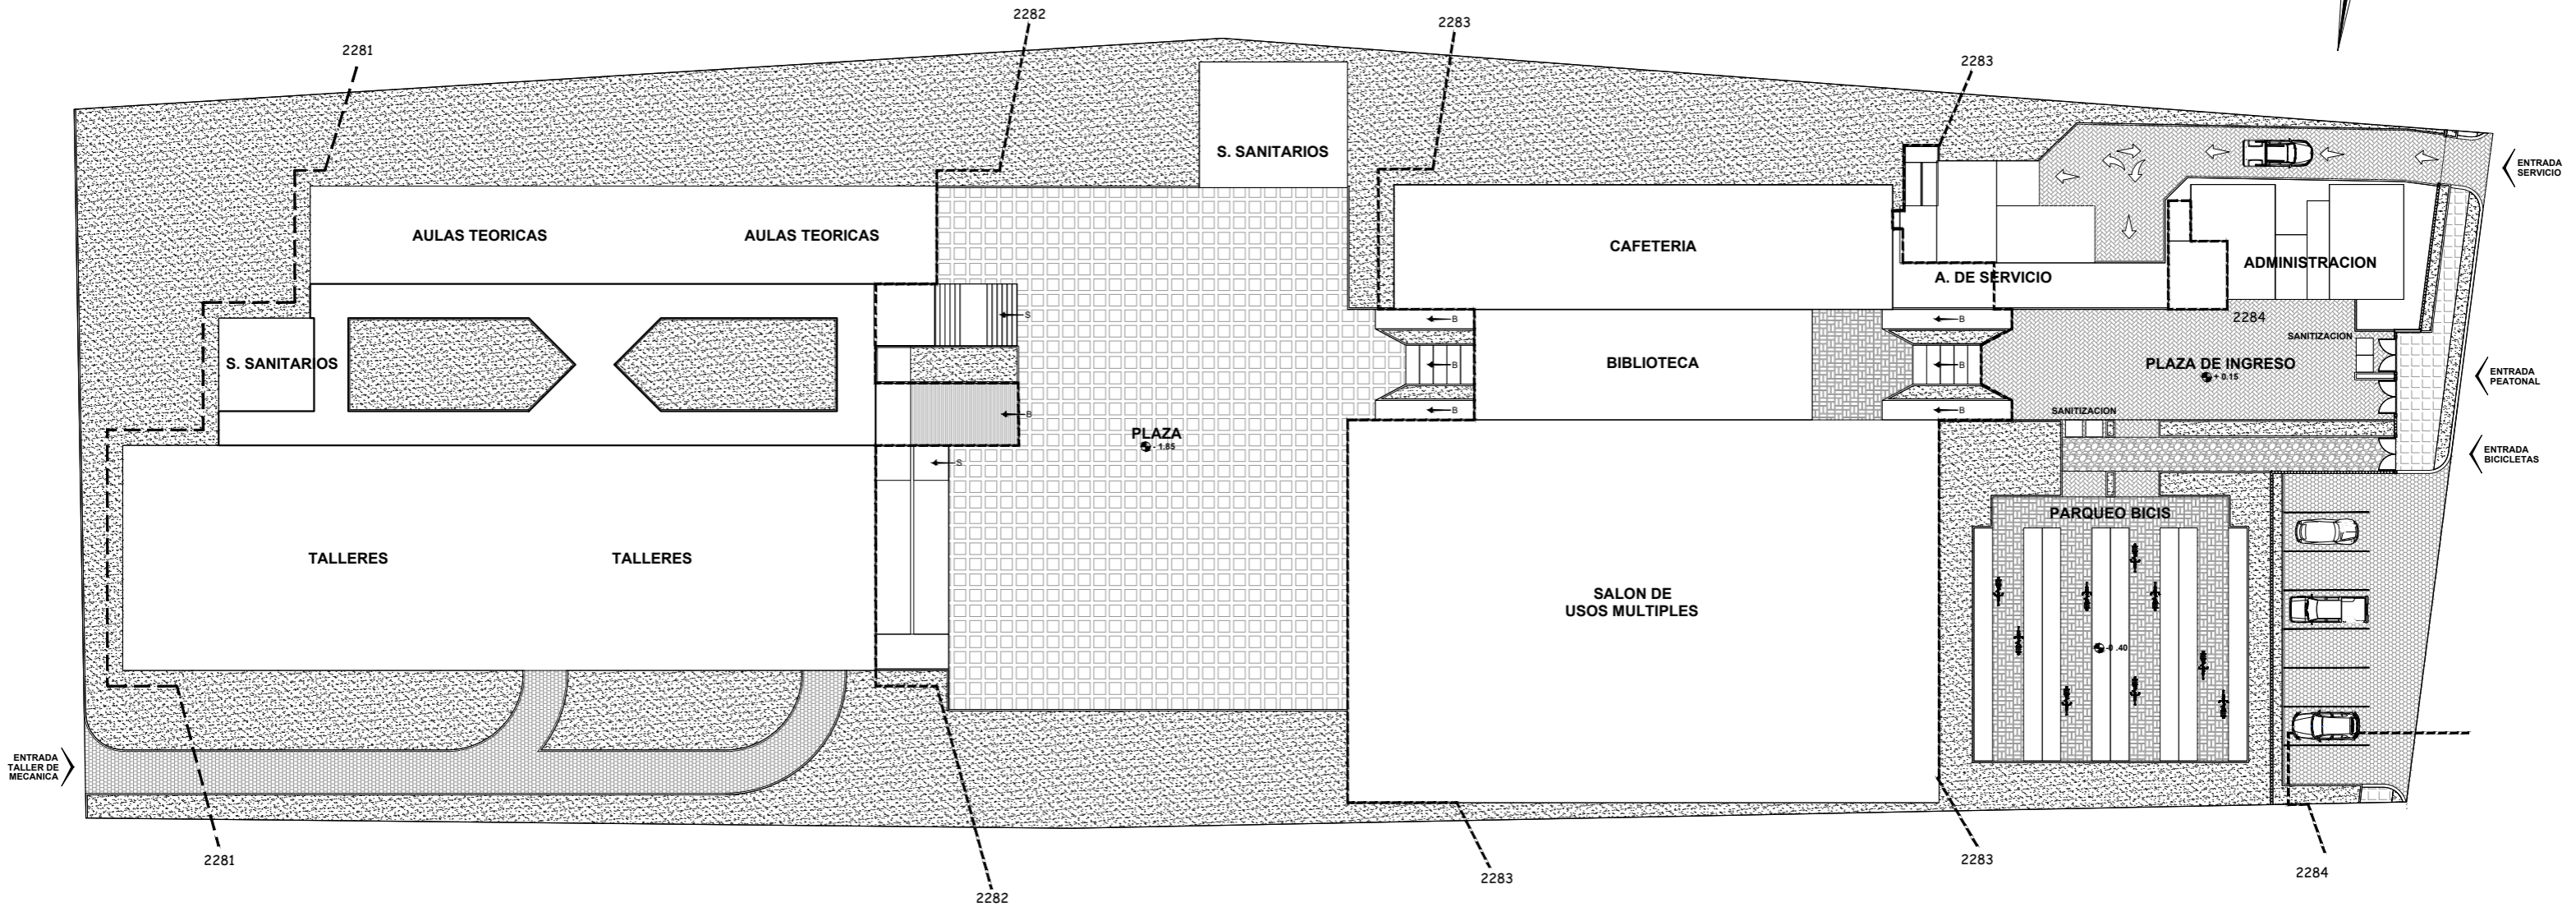 2282
2283
2281
2283
S. SANITARIOS
ENTRADA
SERVICIO
AULAS TEORICAS
AULAS TEORICAS
CAFETERIA
ADMINISTRACION
A. DE SERVICIO
S
B
B
2284
SANITIZACION
S. SANITARIOS
B
BIBLIOTECA
B
PLAZA DE INGRESO
+ 0.15
ENTRADA
PEATONAL
B
B
B
SANITIZACION
PLAZA
- 1.85
S
ENTRADA
BICICLETAS
PARQUEO BICIS
TALLERES
TALLERES
SALON DE
USOS MULTIPLES
-0 .40
ENTRADA
TALLER DE
MECANICA
2281
2282
2283
2283
2284